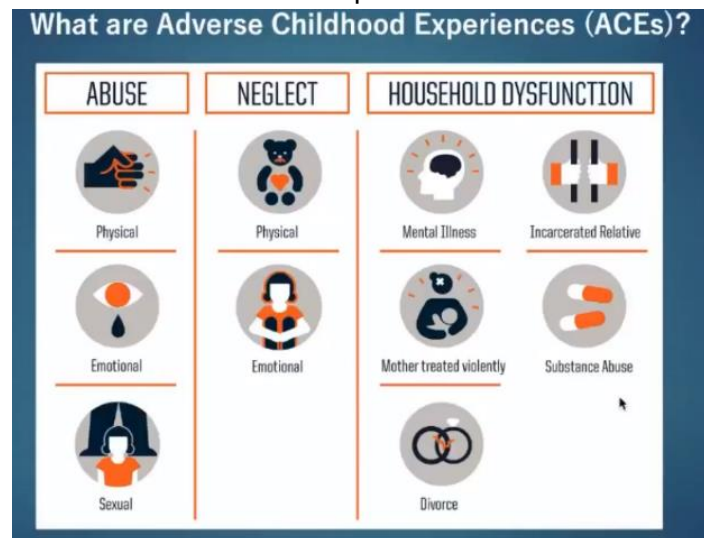 What are Adverse Childhood Experiences (ACEs)?
ABUSE
NEGLECT
HOUSEHOLD DYSFUNCTION
Physical
Physical
Mental Illness
Incarcerated Relative
Emotional
Emotional
Mother treated violently
Substance Abuse
Sexual
Divorce